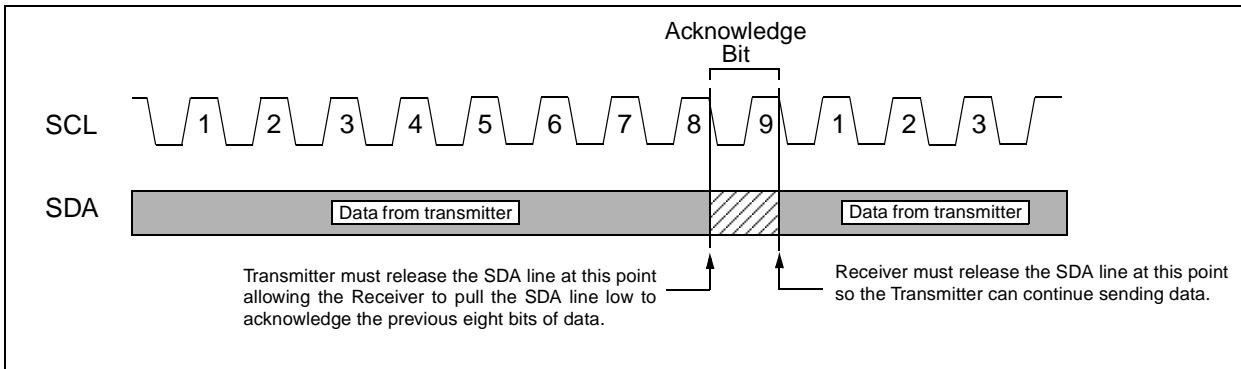 Acknowledge
Bit
SCL
1 2 3 4 5 6 7 8 9 1 2 3
SDA
Data from transmitter
Data from transmitter
Transmitter must release the SDA line at this point
allowing the Receiver to pull the SDA line low to
acknowledge the previous eight bits of data.
Receiver must release the SDA line at this point
so the Transmitter can continue sending data.